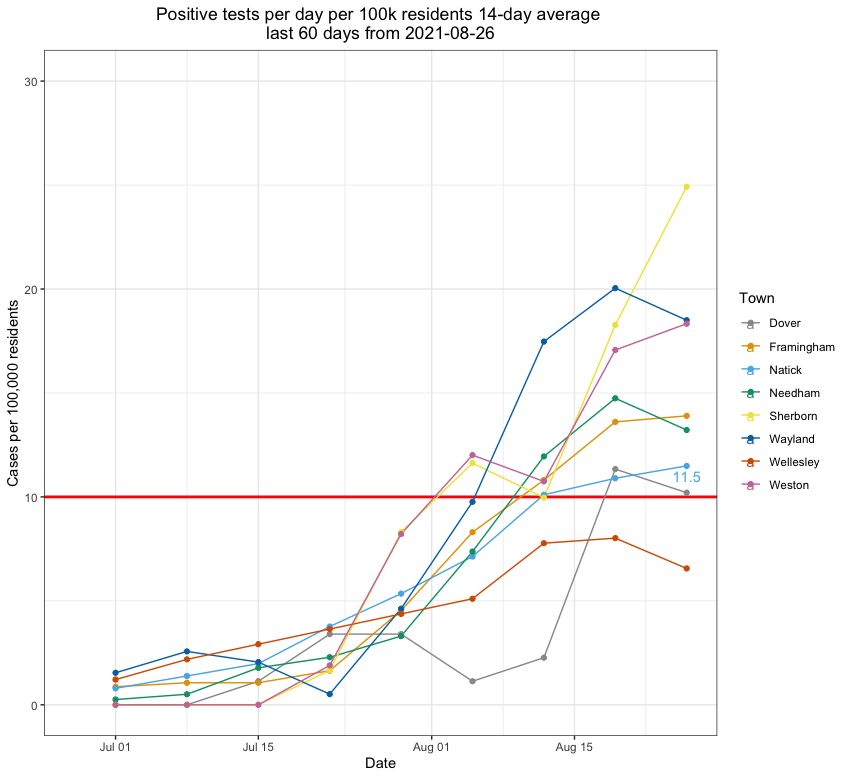 Positive tests per day per 100k residents 14-day average
last 60 days from 2021-08-26
30
20
10
0
Cases per 100,000 residents
11.5
Jul 01
Jul 15
Aug 01
Aug 15
Date
Town
a Dover
a Framingham
a Natick
a Needham
a Sherborn
a Wayland
a Wellesley
a Weston